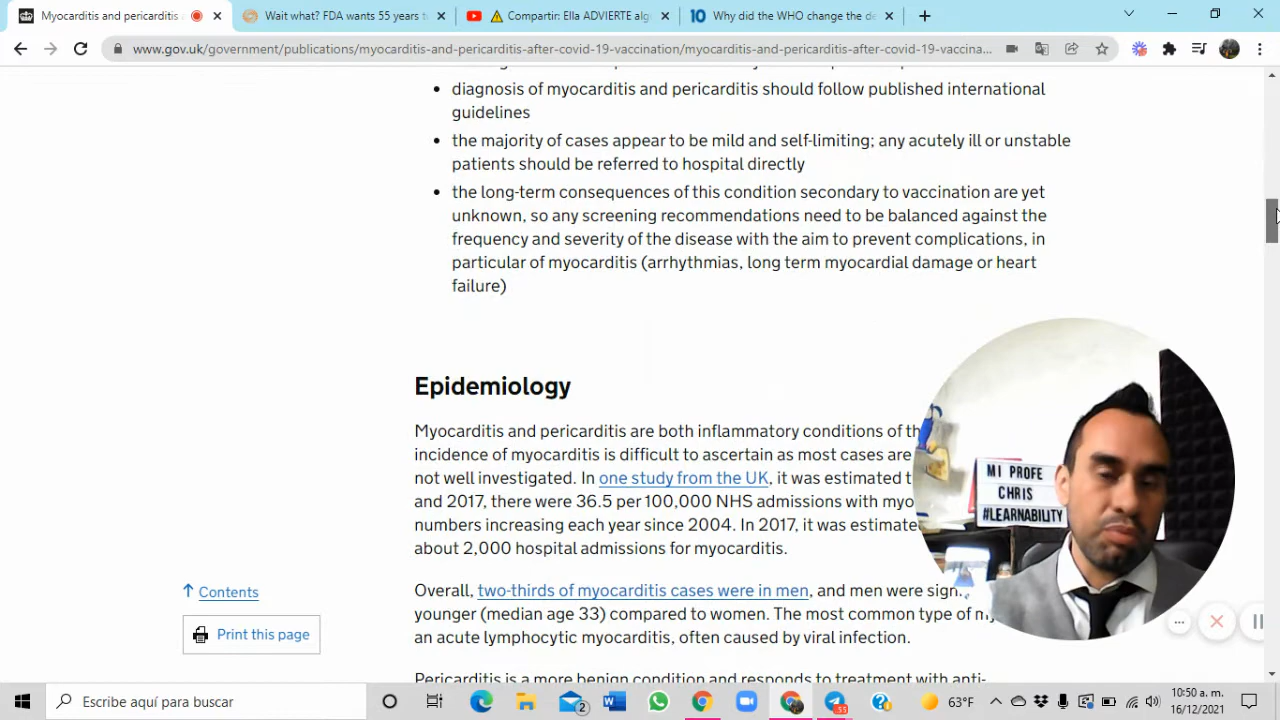 Myocarditis and pericarditis
Wait what? FDA wants 55 years t
Compartir: Ella ADVIERTE alg
10 Why did the WHO change the de
www.gov.uk/government/publications/myocarditis-and-pericarditis-after-covid-19-vaccination/myocarditis-and-pericarditis-after-covid-19-vaccina...
• diagnosis of myocarditis and pericarditis should follow published international
guidelines
• the majority of cases appear to be mild and self-limiting; any acutely ill or unstable
patients should be referred to hospital directly
• the long-term consequences of this condition secondary to vaccination are yet
unknown, so any screening recommendations need to be balanced against the
frequency and severity of the disease with the aim to prevent complications, in
particular of myocarditis (arrhythmias, long term myocardial damage or heart
failure)
Epidemiology
Myocarditis and pericarditis are both inflammatory conditions of th
incidence of myocarditis is difficult to ascertain as most cases are
not well investigated. In one study from the UK, it was estimated t
and 2017, there were 36.5 per 100,000 NHS admissions with myo
numbers increasing each year since 2004. In 2017, it was estimate
about 2,000 hospital admissions for myocarditis.
Overall, two-thirds of myocarditis cases were in men, and men were sign
younger (median age 33) compared to women. The most common type of my
an acute lymphocytic myocarditis, often caused by viral infection.
Pericarditis is a more benign condition and responds to treatment with anti-
Contents
Print this page
MI PROFE
CHRIS
#LEARNABILITY
Escribe aquí para buscar
2
55
63°F
10:50 a. m.
16/12/2021